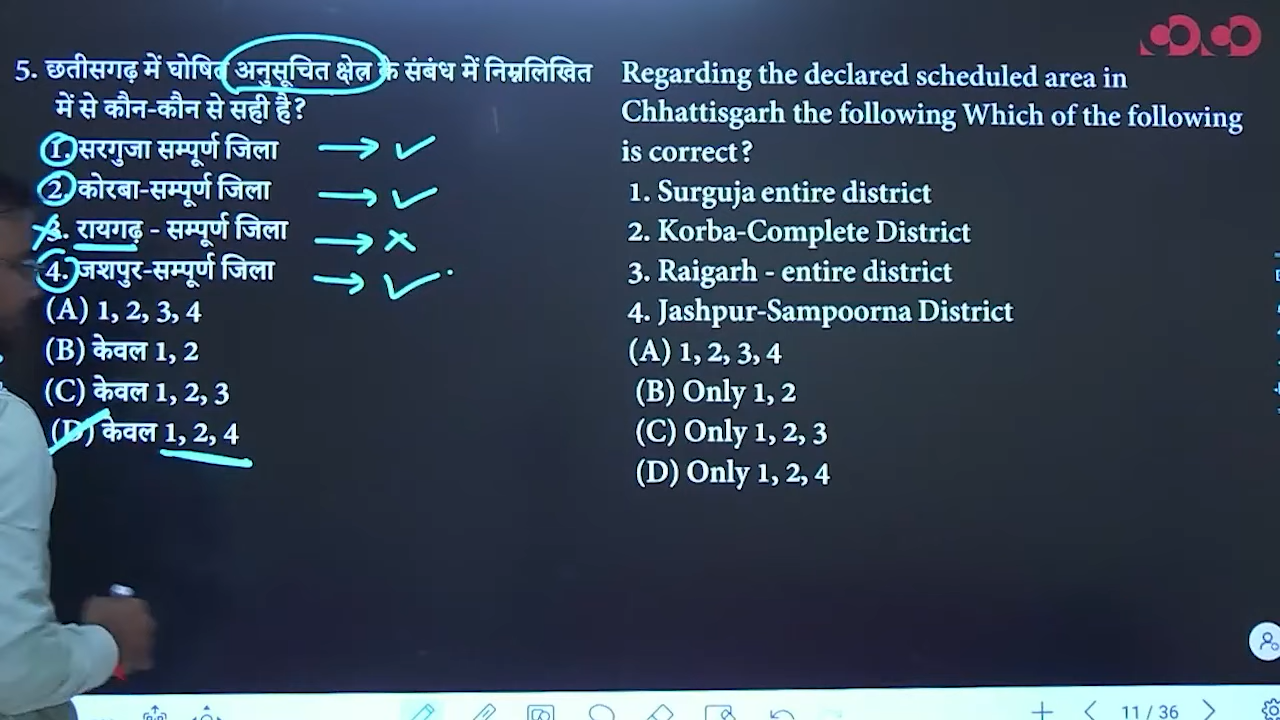 5. छतीसगढ़ में घोषित अनुसूचित क्षेत्र के संबंध में निम्नलिखित
में से कौन-कौन से सही है?
1. सरगुजा सम्पूर्ण जिला
2. कोरबा-सम्पूर्ण जिला
3. रायगढ़ - सम्पूर्ण जिला
4. जशपुर-सम्पूर्ण जिला
(A) 1, 2, 3, 4
(B) केवल 1, 2
(C) केवल 1, 2, 3
(D) केवल 1, 2, 4
Regarding the declared scheduled area in
Chhattisgarh the following Which of the following
is correct?
1. Surguja entire district
2. Korba-Complete District
3. Raigarh - entire district
4. Jashpur-Sampoorna District
(A) 1, 2, 3, 4
(B) Only 1, 2
(C) Only 1, 2, 3
(D) Only 1, 2, 4
11 / 36